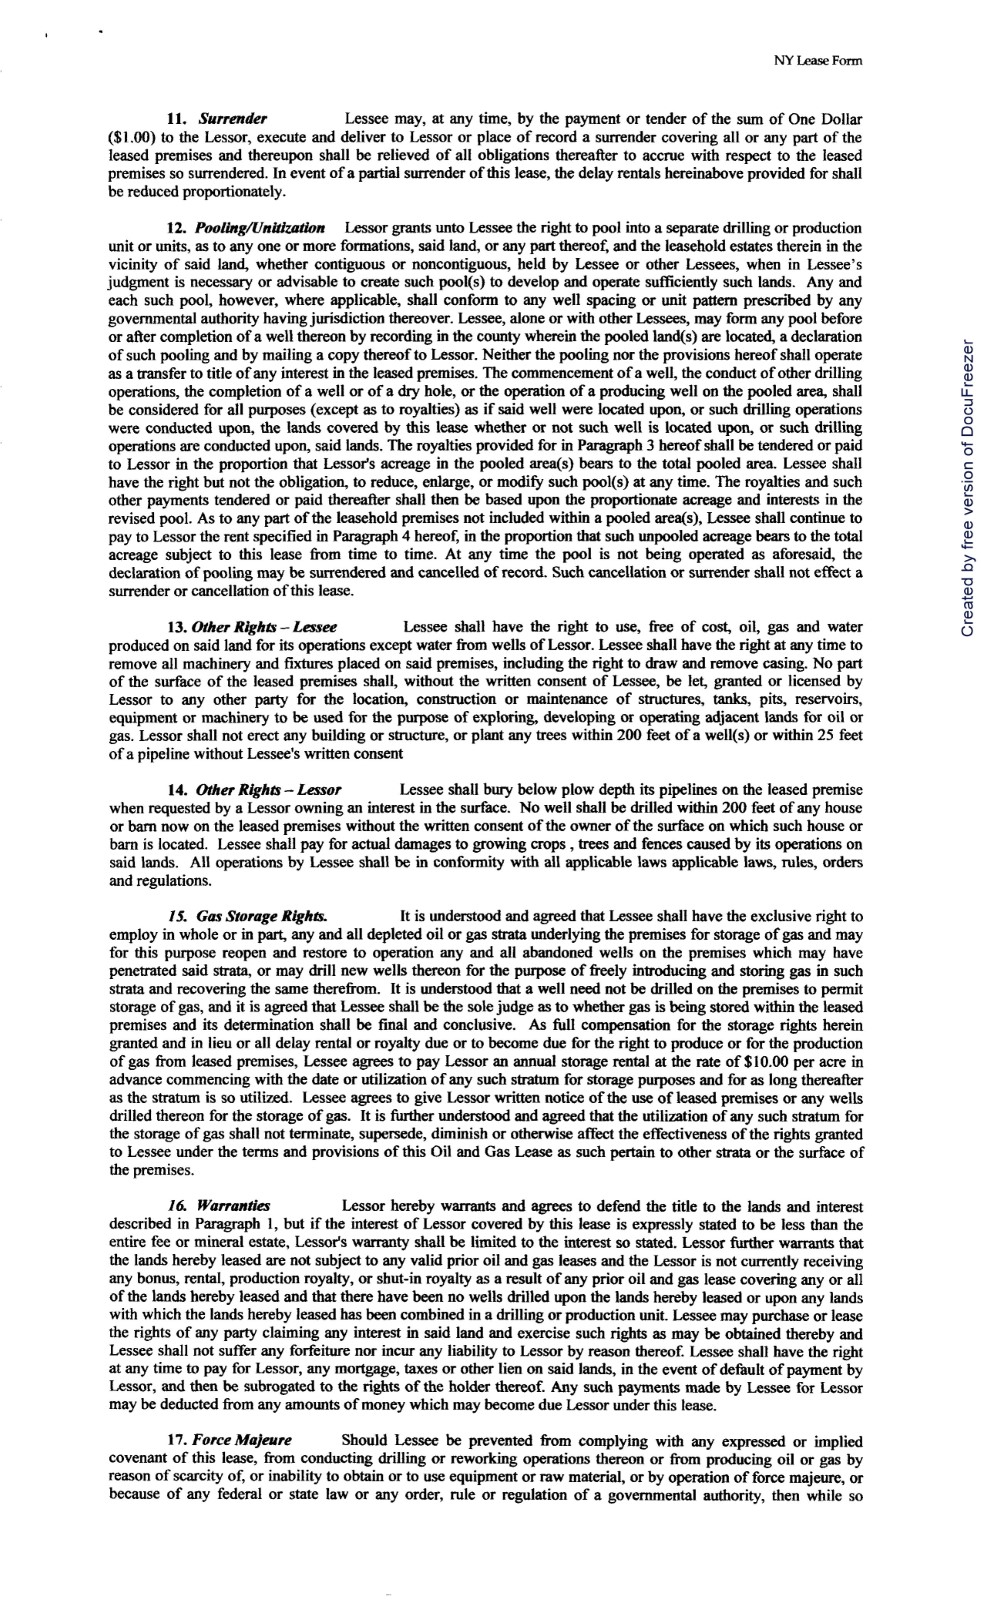 NY Lease Form
11. Surrender Lessee may, at any time, by the payment or tender of the sum of One Dollar
($1.00) to the Lessor, execute and deliver to Lessor or place of record a surrender covering all or any part of the
leased premises and thereupon shall be relieved of all obligations thereafter to accrue with respect to the leased
premises so surrendered. In event of a partial surrender of this lease, the delay rentals hereinabove provided for shall
be reduced proportionately.
12. Pooling/Unitization Lessor grants unto Lessee the right to pool into a separate drilling or production
unit or units, as to any one or more formations, said land, or any part thereof, and the leasehold estates therein in the
vicinity of said land, whether contiguous or noncontiguous, held by Lessee or other Lessees, when in Lessee's
judgment is necessary or advisable to create such pool(s) to develop and operate sufficiently such lands. Any and
each such pool, however, where applicable, shall conform to any well spacing or unit pattern prescribed by any
governmental authority having jurisdiction thereover. Lessee, alone or with other Lessees, may form any pool before
or after completion of a well thereon by recording in the county wherein the pooled land(s) are located, a declaration
of such pooling and by mailing a copy thereof to Lessor. Neither the pooling nor the provisions hereof shall operate
as a transfer to title of any interest in the leased premises. The commencement of a well, the conduct of other drilling
operations, the completion of a well or of a dry hole, or the operation of a producing well on the pooled area, shall
be considered for all purposes (except as to royalties) as if said well were located upon, or such drilling operations
were conducted upon, the lands covered by this lease whether or not such well is located upon, or such drilling
operations are conducted upon, said lands. The royalties provided for in Paragraph 3 hereof shall be tendered or paid
to Lessor in the proportion that Lessor's acreage in the pooled area(s) bears to the total pooled area. Lessee shall
have the right but not the obligation, to reduce, enlarge, or modify such pool(s) at any time. The royalties and such
other payments tendered or paid thereafter shall then be based upon the proportionate acreage and interests in the
revised pool. As to any part of the leasehold premises not included within a pooled area(s), Lessee shall continue to
pay to Lessor the rent specified in Paragraph 4 hereof, in the proportion that such unpooled acreage bears to the total
acreage subject to this lease from time to time. At any time the pool is not being operated as aforesaid, the
declaration of pooling may be surrendered and cancelled of record. Such cancellation or surrender shall not effect a
surrender or cancellation of this lease.
13. Other Rights – Lessee Lessee shall have the right to use, free of cost, oil, gas and water
produced on said land for its operations except water from wells of Lessor. Lessee shall have the right at any time to
remove all machinery and fixtures placed on said premises, including the right to draw and remove casing. No part
of the surface of the leased premises shall, without the written consent of Lessee, be let, granted or licensed by
Lessor to any other party for the location, construction or maintenance of structures, tanks, pits, reservoirs,
equipment or machinery to be used for the purpose of exploring, developing or operating adjacent lands for oil or
gas. Lessor shall not erect any building or structure, or plant any trees within 200 feet of a well(s) or within 25 feet
of a pipeline without Lessee's written consent
14. Other Rights – Lessor Lessee shall bury below plow depth its pipelines on the leased premise
when requested by a Lessor owning an interest in the surface. No well shall be drilled within 200 feet of any house
or barn now on the leased premises without the written consent of the owner of the surface on which such house or
barn is located. Lessee shall pay for actual damages to growing crops , trees and fences caused by its operations on
said lands. All operations by Lessee shall be in conformity with all applicable laws applicable laws, rules, orders
and regulations.
15. Gas Storage Rights. It is understood and agreed that Lessee shall have the exclusive right to
employ in whole or in part, any and all depleted oil or gas strata underlying the premises for storage of gas and may
for this purpose reopen and restore to operation any and all abandoned wells on the premises which may have
penetrated said strata, or may drill new wells thereon for the purpose of freely introducing and storing gas in such
strata and recovering the same therefrom. It is understood that a well need not be drilled on the premises to permit
storage of gas, and it is agreed that Lessee shall be the sole judge as to whether gas is being stored within the leased
premises and its determination shall be final and conclusive. As full compensation for the storage rights herein
granted and in lieu or all delay rental or royalty due or to become due for the right to produce or for the production
of gas from leased premises, Lessee agrees to pay Lessor an annual storage rental at the rate of $10.00 per acre in
advance commencing with the date or utilization of any such stratum for storage purposes and for as long thereafter
as the stratum is so utilized. Lessee agrees to give Lessor written notice of the use of leased premises or any wells
drilled thereon for the storage of gas. It is further understood and agreed that the utilization of any such stratum for
the storage of gas shall not terminate, supersede, diminish or otherwise affect the effectiveness of the rights granted
to Lessee under the terms and provisions of this Oil and Gas Lease as such pertain to other strata or the surface of
the premises.
16. Warranties Lessor hereby warrants and agrees to defend the title to the lands and interest
described in Paragraph 1, but if the interest of Lessor covered by this lease is expressly stated to be less than the
entire fee or mineral estate, Lessor's warranty shall be limited to the interest so stated. Lessor further warrants that
the lands hereby leased are not subject to any valid prior oil and gas leases and the Lessor is not currently receiving
any bonus, rental, production royalty, or shut-in royalty as a result of any prior oil and gas lease covering any or all
of the lands hereby leased and that there have been no wells drilled upon the lands hereby leased or upon any lands
with which the lands hereby leased has been combined in a drilling or production unit. Lessee may purchase or lease
the rights of any party claiming any interest in said land and exercise such rights as may be obtained thereby and
Lessee shall not suffer any forfeiture nor incur any liability to Lessor by reason thereof. Lessee shall have the right
at any time to pay for Lessor, any mortgage, taxes or other lien on said lands, in the event of default of payment by
Lessor, and then be subrogated to the rights of the holder thereof. Any such payments made by Lessee for Lessor
may be deducted from any amounts of money which may become due Lessor under this lease.
17. Force Majeure Should Lessee be prevented from complying with any expressed or implied
covenant of this lease, from conducting drilling or reworking operations thereon or from producing oil or gas by
reason of scarcity of, or inability to obtain or to use equipment or raw material, or by operation of force majeure, or
because of any federal or state law or any order, rule or regulation of a governmental authority, then while so
Created by free version of DocuFreezer